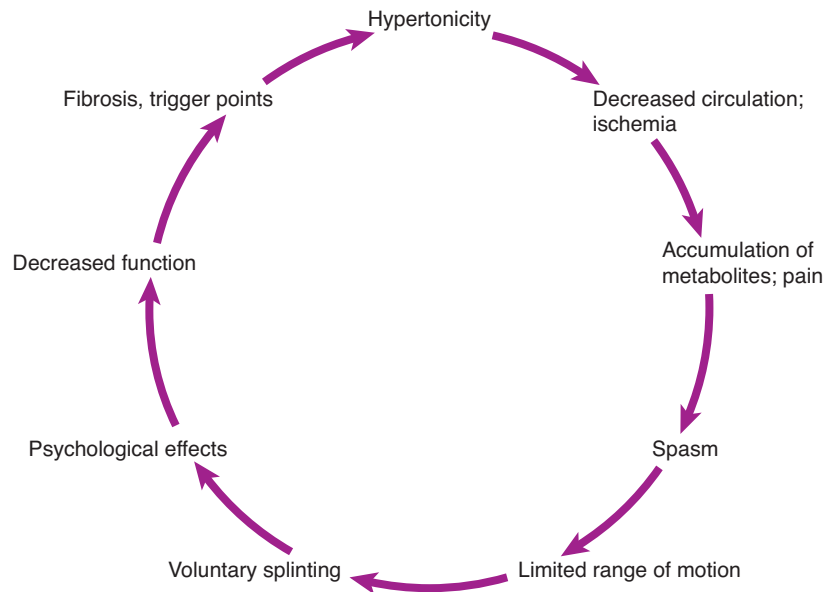 Hypertonicity
Decreased circulation;
ischemia
Accumulation of
metabolites; pain
Spasm
Limited range of motion
Voluntary splinting
Psychological effects
Decreased function
Fibrosis, trigger points